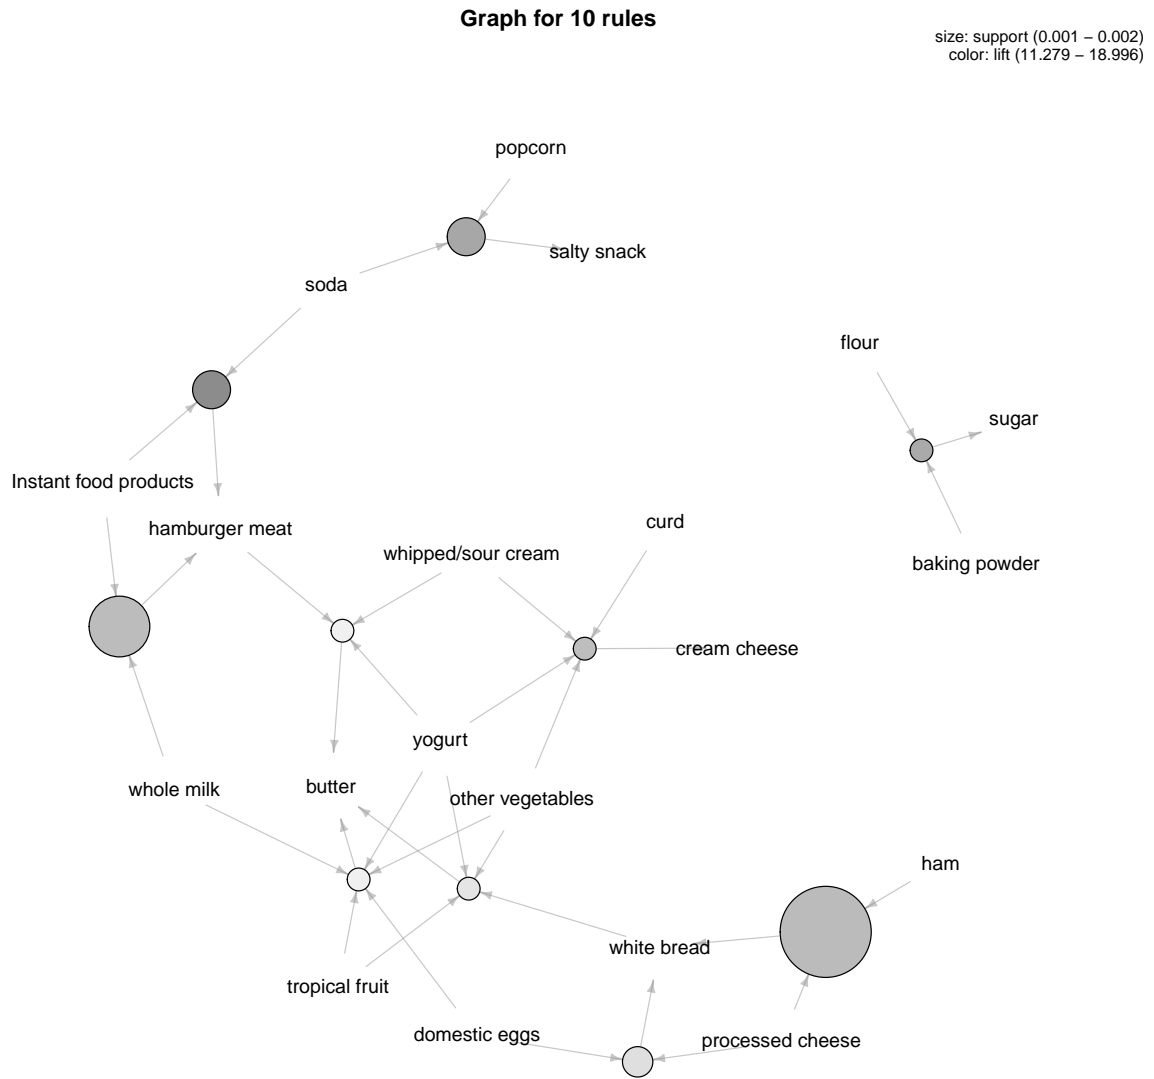 Graph for 10 rules
size: support (0.001 – 0.002)
color: lift (11.279 – 18.996)
popcorn
salty snack
soda
flour
sugar
Instant food products
curd
hamburger meat
whipped/sour cream
baking powder
cream cheese
yogurt
butter
whole milk
other vegetables
ham
white bread
tropical fruit
domestic eggs
processed cheese